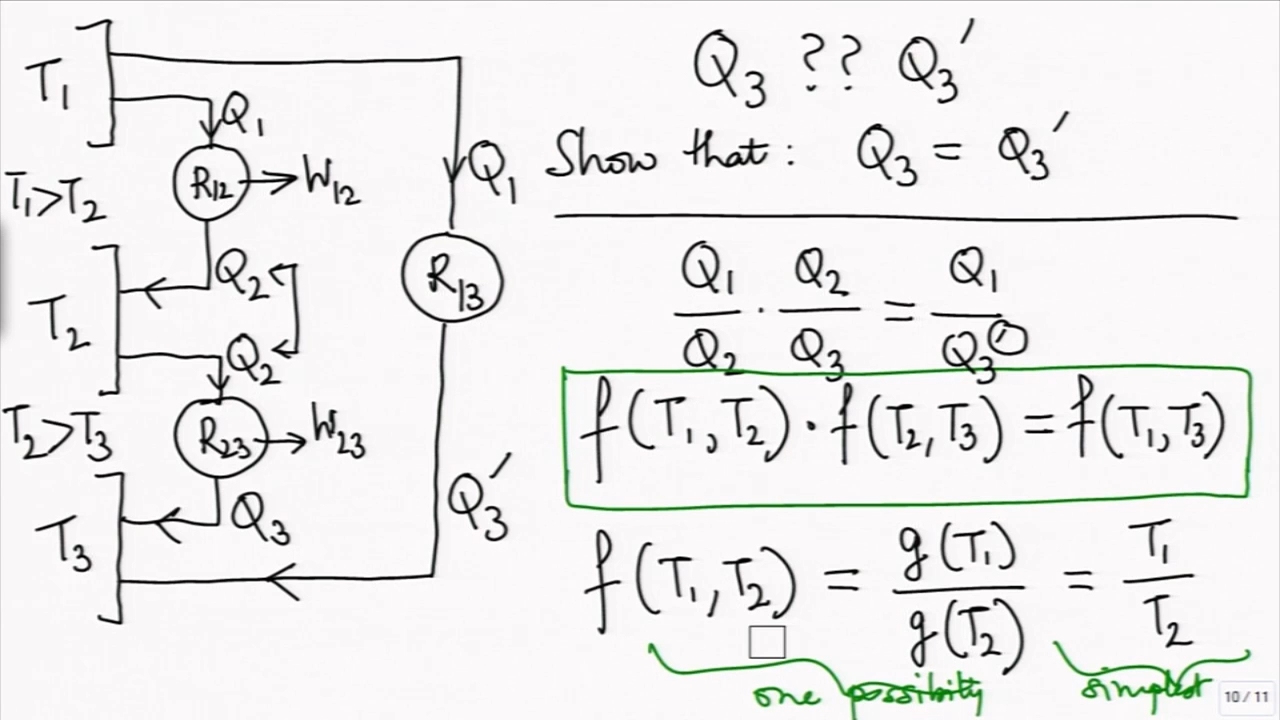 T₁
Q₁
R₁₂ → W₁₂
T₁>T₂
Q₂
T₂
Q₂
T₂>T₃
R₂₃ → W₂₃
Q₃
T₃
Q₁
R₁₃
Q₃′
Q₃ ?? Q₃′
Show that: Q₃ = Q₃′
Q₁/Q₂ · Q₂/Q₃ = Q₁/Q₃′
f(T₁,T₂)·f(T₂,T₃) = f(T₁,T₃)
f(T₁,T₂) = g(T₁)/g(T₂) = T₁/T₂
one possibility simplest
10 / 11